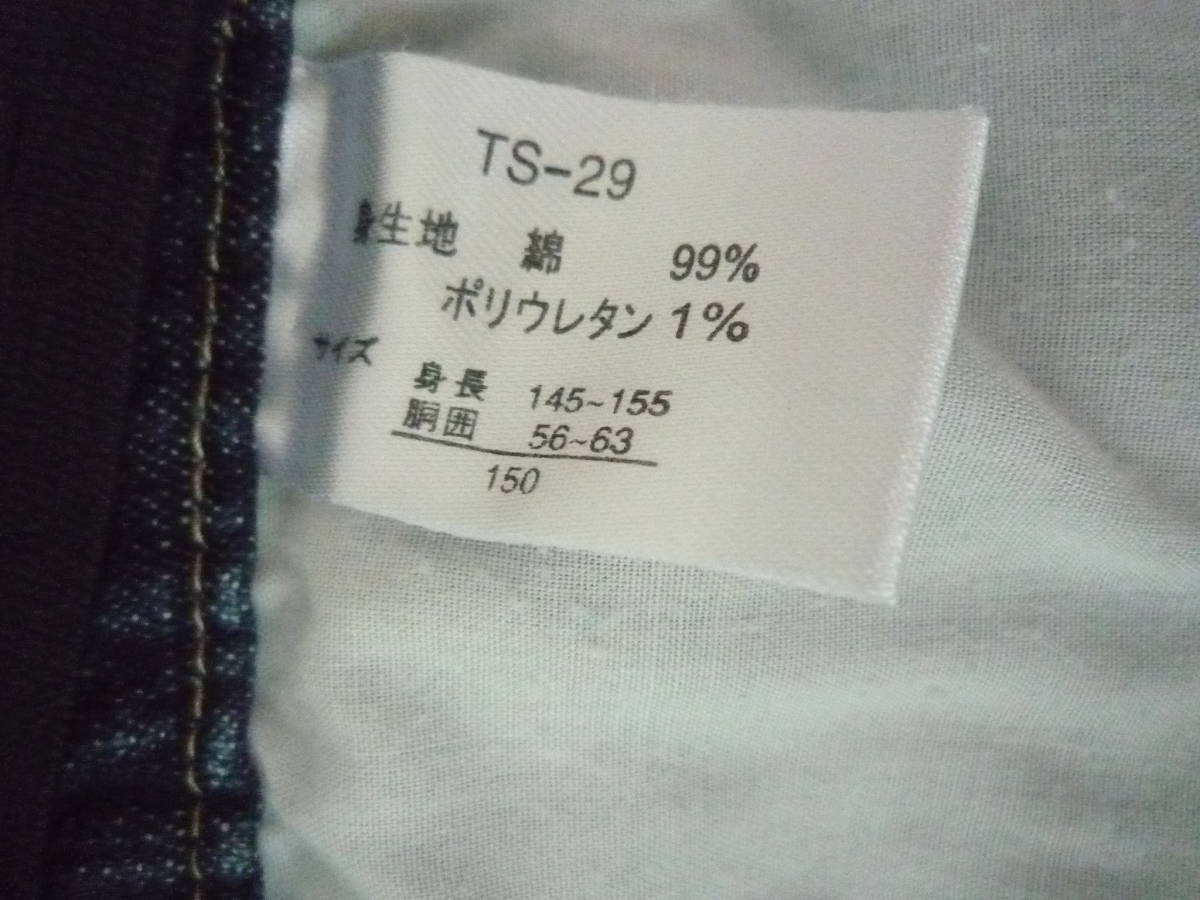 TS-29
身生地 綿 99%
ポリウレタン 1%
サイズ
身長 145~155
胴囲 56~63
150